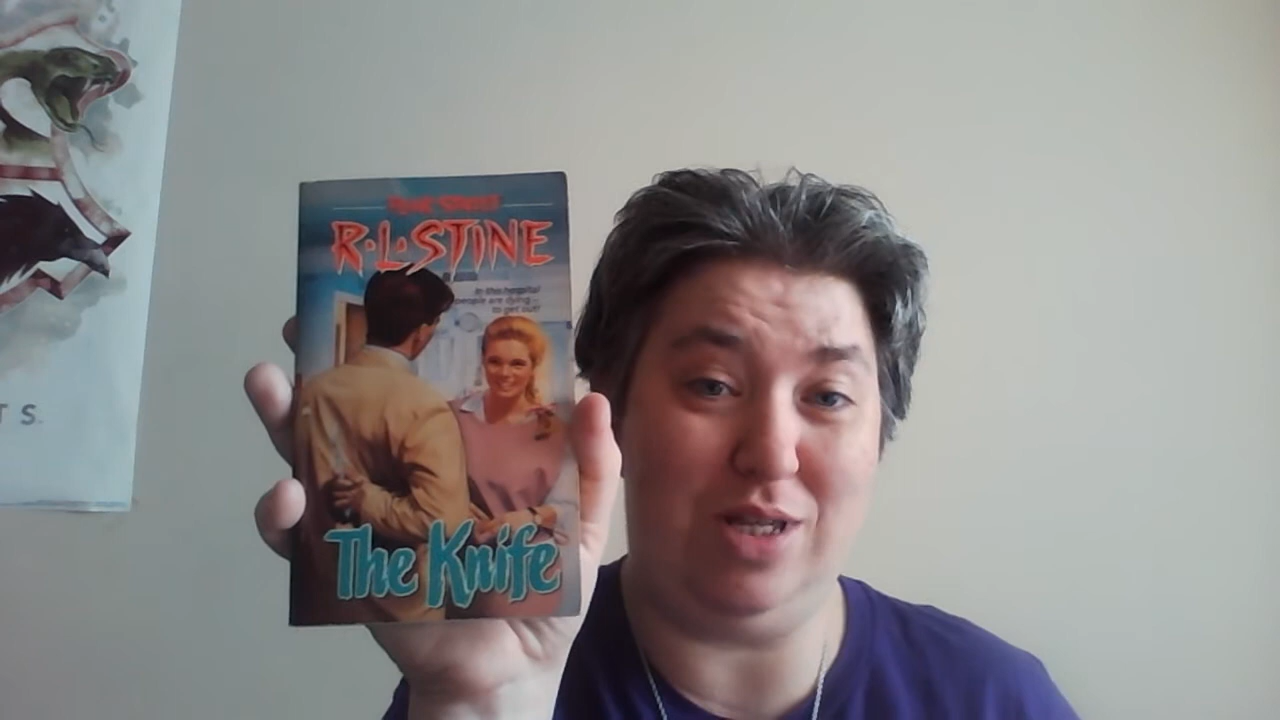 FEAR STREET
R·L·STINE
In this hospital
people are dying –
to get out!
The Knife
T S